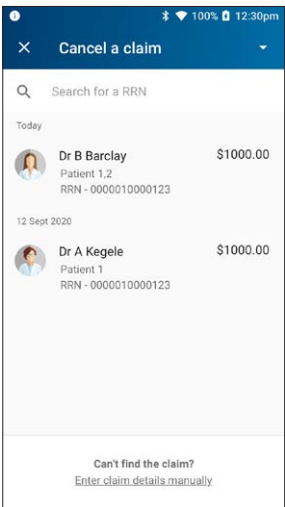 100% 12:30pm
Cancel a claim
Search for a RRN
Today
Dr B Barclay $1000.00
Patient 1,2
RRN - 0000010000123
12 Sept 2020
Dr A Kegele $1000.00
Patient 1
RRN - 0000010000123
Can't find the claim?
Enter claim details manually